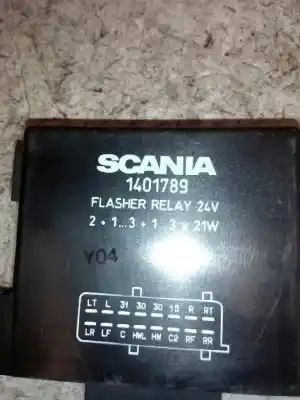 SCANIA
1401789
FLASHER RELAY 24V
2 + 1...3 + 1...3 x 21W
Y04
LT L 31 30 30 15 R RT
LR LF C HWL HW C2 RF RR